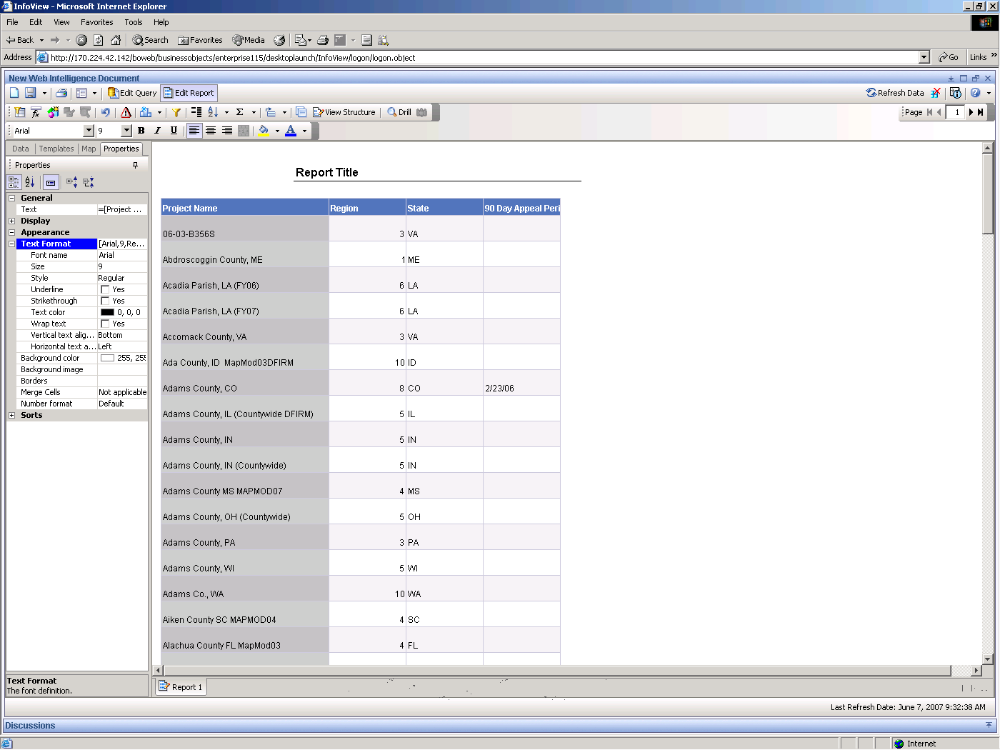 InfoView - Microsoft Internet Explorer
File Edit View Favorites Tools Help
Back Search Favorites Media
Address http://170.224.42.142/boweb/businessobjects/enterprise115/desktoplaunch/InfoView/logon/logon.object Go Links »
New Web Intelligence Document
Edit Query Edit Report Refresh Data
View Structure Drill Page 1
Arial 9 B I U A
Data Templates Map Properties
Properties
General
Text =[Project ...
Display
Appearance
Text Format [Arial,9,Re...
Font name Arial
Size 9
Style Regular
Underline Yes
Strikethrough Yes
Text color 0, 0, 0
Wrap text Yes
Vertical text alig... Bottom
Horizontal text a... Left
Background color 255, 255
Background image
Borders
Merge Cells Not applicable
Number format Default
Sorts
Text Format
The font definition.
Report Title
Project Name Region State 90 Day Appeal Peri
06-03-B356S 3 VA
Abdroscoggin County, ME 1 ME
Acadia Parish, LA (FY06) 6 LA
Acadia Parish, LA (FY07) 6 LA
Accomack County, VA 3 VA
Ada County, ID MapMod03DFIRM 10 ID
Adams County, CO 8 CO 2/23/06
Adams County, IL (Countywide DFIRM) 5 IL
Adams County, IN 5 IN
Adams County, IN (Countywide) 5 IN
Adams County MS MAPMOD07 4 MS
Adams County, OH (Countywide) 5 OH
Adams County, PA 3 PA
Adams County, WI 5 WI
Adams Co., WA 10 WA
Aiken County SC MAPMOD04 4 SC
Alachua County FL MapMod03 4 FL
Report 1
Last Refresh Date: June 7, 2007 9:32:38 AM
Discussions
Internet